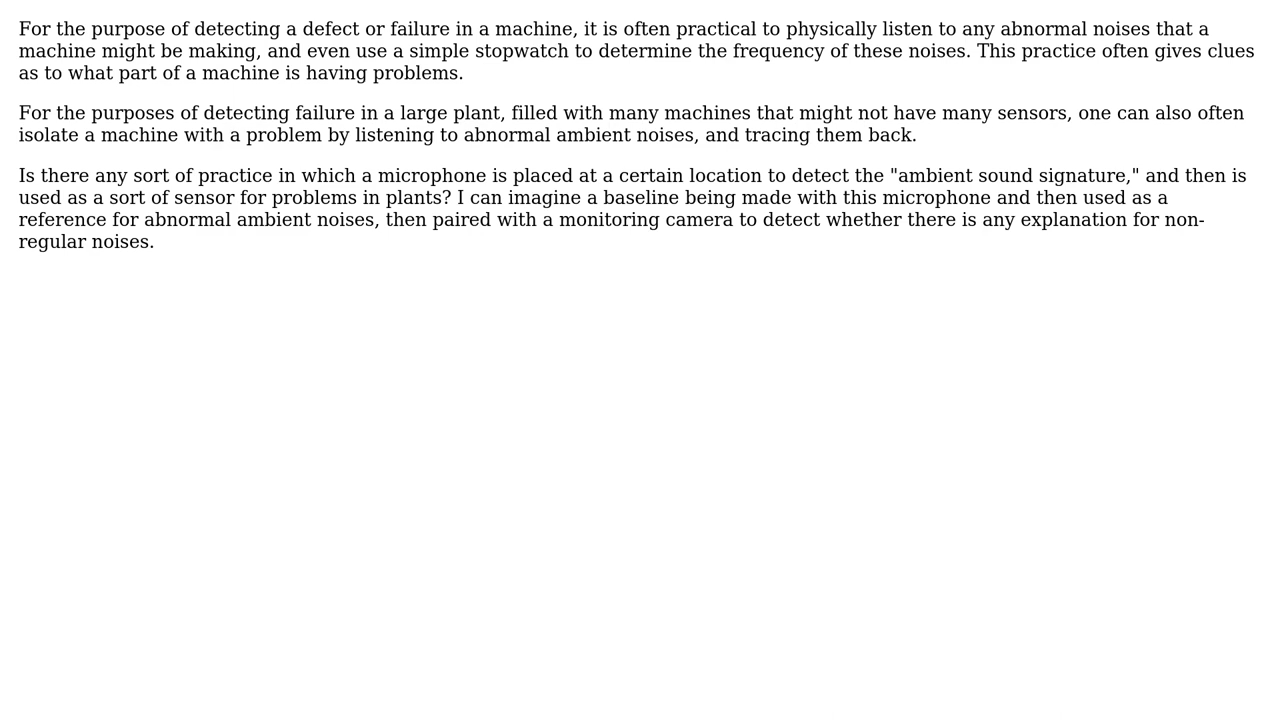 For the purpose of detecting a defect or failure in a machine, it is often practical to physically listen to any abnormal noises that a
machine might be making, and even use a simple stopwatch to determine the frequency of these noises. This practice often gives clues
as to what part of a machine is having problems.
For the purposes of detecting failure in a large plant, filled with many machines that might not have many sensors, one can also often
isolate a machine with a problem by listening to abnormal ambient noises, and tracing them back.
Is there any sort of practice in which a microphone is placed at a certain location to detect the "ambient sound signature," and then is
used as a sort of sensor for problems in plants? I can imagine a baseline being made with this microphone and then used as a
reference for abnormal ambient noises, then paired with a monitoring camera to detect whether there is any explanation for non-
regular noises.